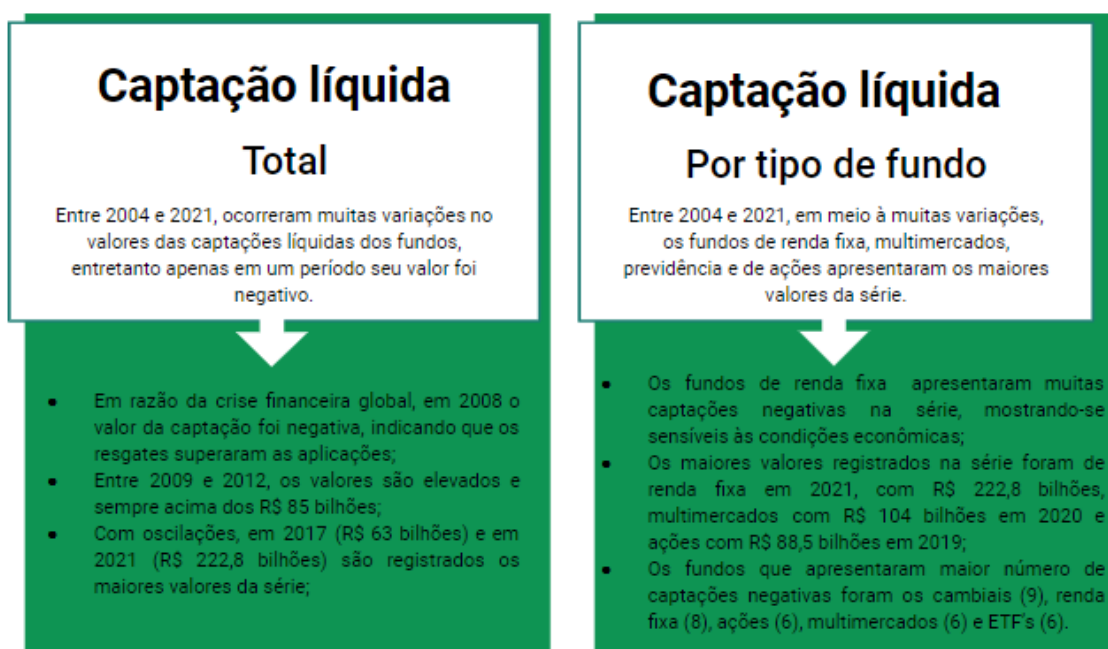 Captação líquida
Total
Entre 2004 e 2021, ocorreram muitas variações no
valores das captações líquidas dos fundos,
entretanto apenas em um período seu valor foi
negativo.
• Em razão da crise financeira global, em 2008 o
valor da captação foi negativa, indicando que os
resgates superaram as aplicações;
• Entre 2009 e 2012, os valores são elevados e
sempre acima dos R$ 85 bilhões;
• Com oscilações, em 2017 (R$ 63 bilhões) e em
2021 (R$ 222,8 bilhões) são registrados os
maiores valores da série;
Captação líquida
Por tipo de fundo
Entre 2004 e 2021, em meio à muitas variações,
os fundos de renda fixa, multimercados,
previdência e de ações apresentaram os maiores
valores da série.
• Os fundos de renda fixa apresentaram muitas
captações negativas na série, mostrando-se
sensíveis às condições econômicas;
• Os maiores valores registrados na série foram de
renda fixa em 2021, com R$ 222,8 bilhões,
multimercados com R$ 104 bilhões em 2020 e
ações com R$ 88,5 bilhões em 2019;
• Os fundos que apresentaram maior número de
captações negativas foram os cambiais (9), renda
fixa (8), ações (6), multimercados (6) e ETF's (6).